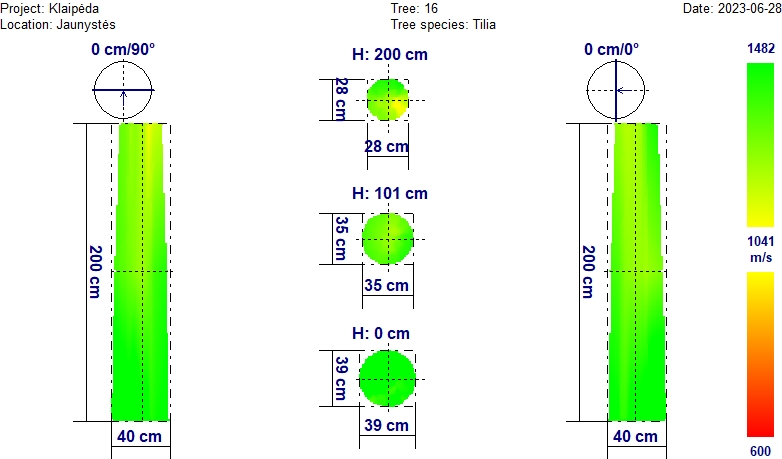 Project: Klaipėda
Tree: 16
Date: 2023-06-28
Location: Jaunystės
Tree species: Tilia
0 cm/90°
H: 200 cm
0 cm/0°
1482
28 cm
28 cm
H: 101 cm
35 cm
35 cm
200 cm
200 cm
1041
m/s
H: 0 cm
39 cm
39 cm
40 cm
40 cm
600